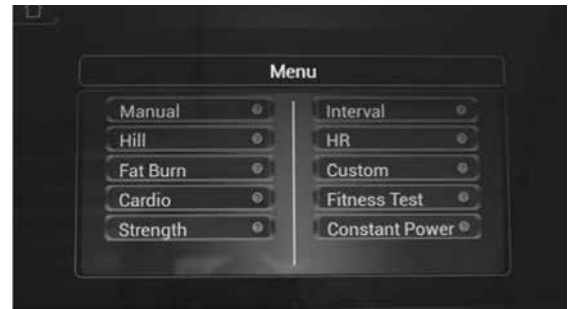 Menu
Manual
Hill
Fat Burn
Cardio
Strength
Interval
HR
Custom
Fitness Test
Constant Power